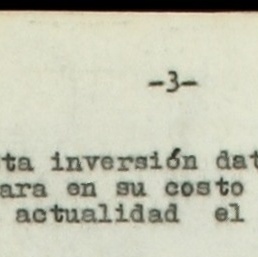 -3-
ta inversión dat
ara en su costo
actualidad el